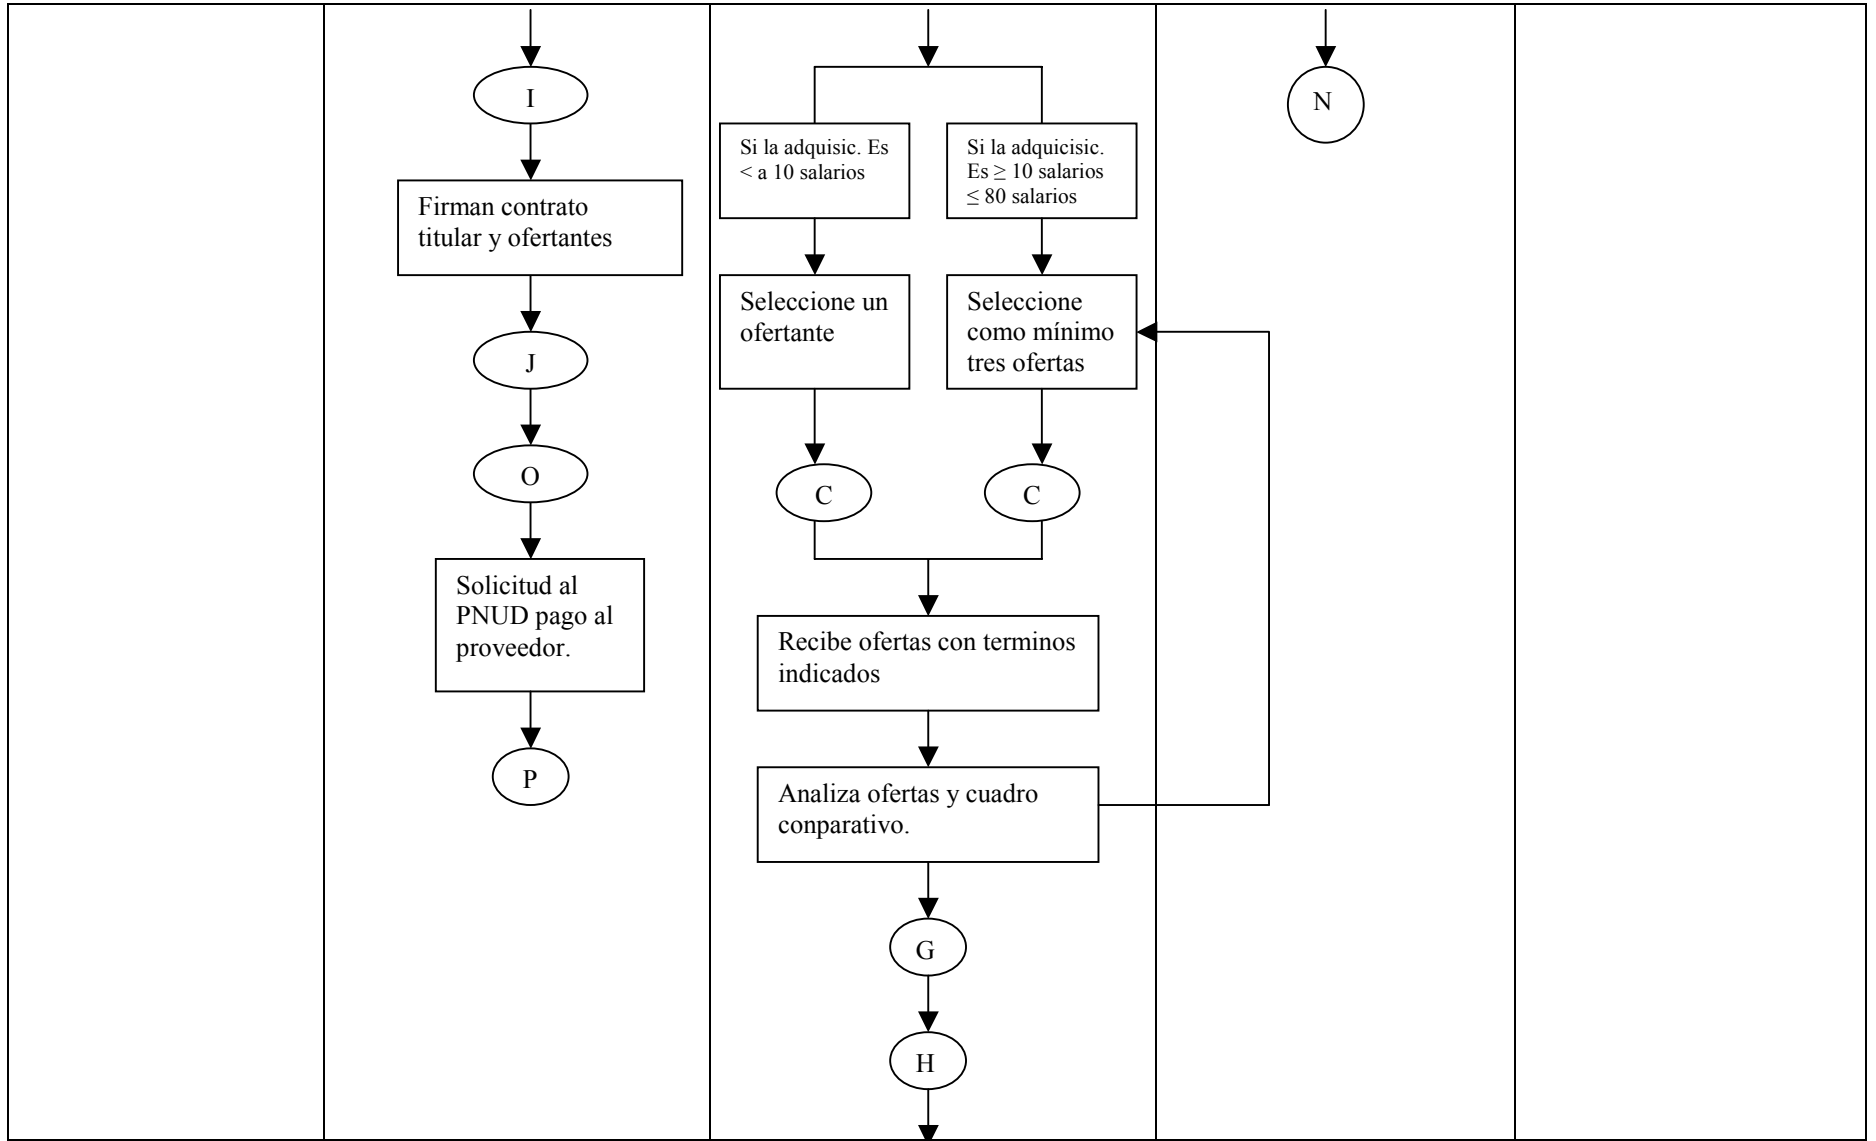 I
Firman contrato
titular y ofertantes
J
O
Solicitud al
PNUD pago al
proveedor.
P
Si la adquisic. Es
< a 10 salarios
Si la adquicisic.
Es ≥ 10 salarios
≤ 80 salarios
Seleccione un
ofertante
Seleccione
como mínimo
tres ofertas
C
C
Recibe ofertas con terminos
indicados
Analiza ofertas y cuadro
conparativo.
G
H
N